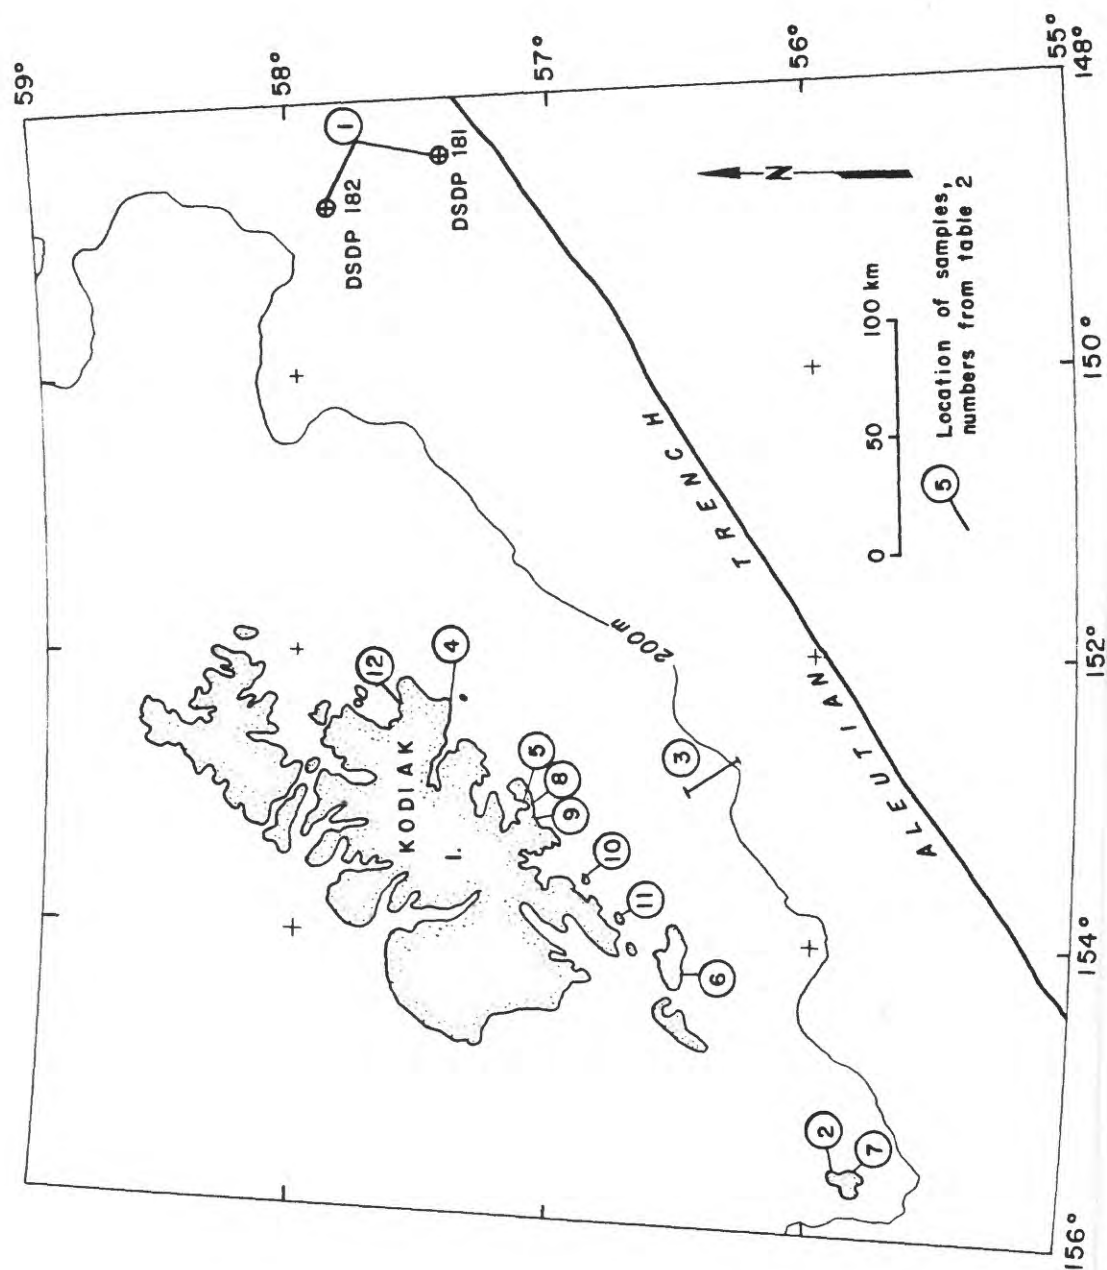 59°
58°
57°
56°
55°
148°
150°
152°
154°
156°
1
DSDP 182
DSDP 181
N
0 50 100 km
5 Location of samples,
numbers from table 2
ALEUTIAN TRENCH
200m
KODIAK
I.
12
4
5
8
9
10
11
6
3
2
7